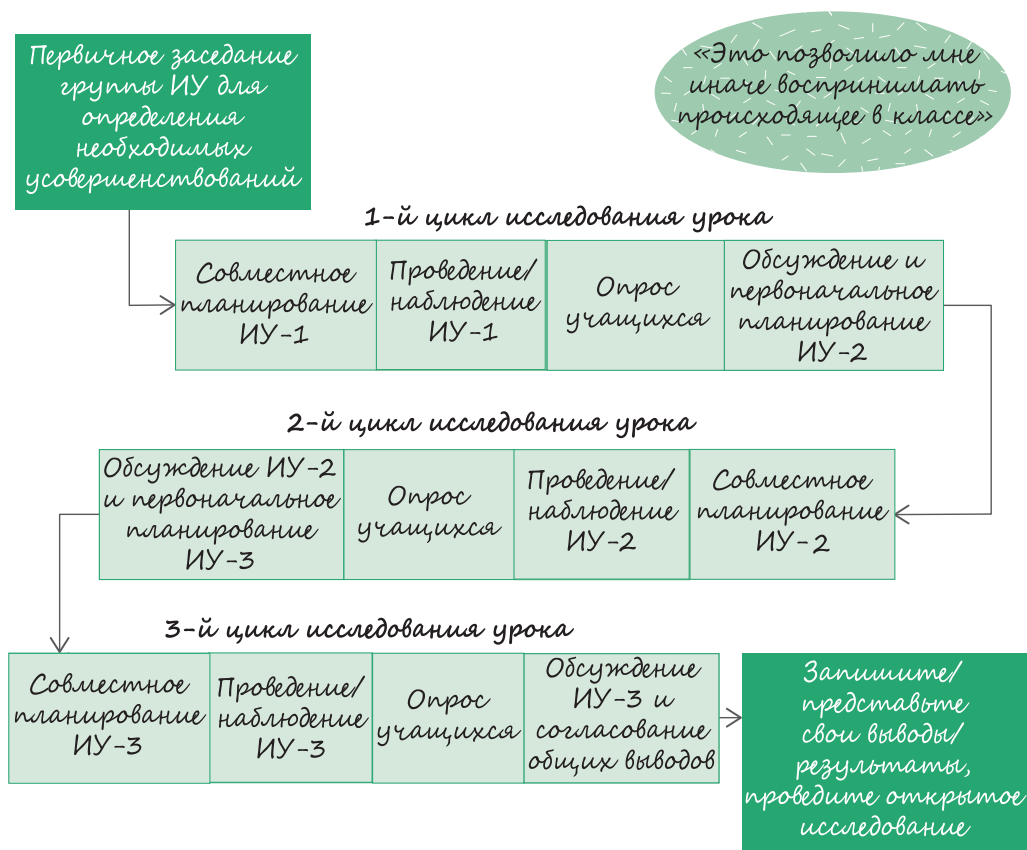 Первичное заседание
группы ИУ для
определения
необходимых
усовершенствований
«Это позволило мне
иначе воспринимать
происходящее в классе»
1-й цикл исследования урока
Совместное
планирование
ИУ-1
Проведение/
наблюдение
ИУ-1
Опрос
учащихся
Обсуждение и
первоначальное
планирование
ИУ-2
2-й цикл исследования урока
Обсуждение ИУ-2
и первоначальное
планирование
ИУ-3
Опрос
учащихся
Проведение/
наблюдение
ИУ-2
Совместное
планирование
ИУ-2
3-й цикл исследования урока
Совместное
планирование
ИУ-3
Проведение/
наблюдение
ИУ-3
Опрос
учащихся
Обсуждение
ИУ-3 и
согласование
общих выводов
Запишите/
представьте
свои выводы/
результаты,
проведите открытое
исследование